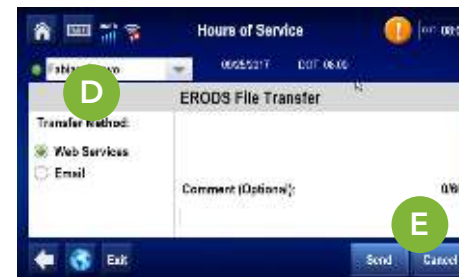 Hours of Service
D
ERODS File Transfer
Transfer Method:
Web Services
Email
Comment (Optional):
E
Exit
Send
Cancel